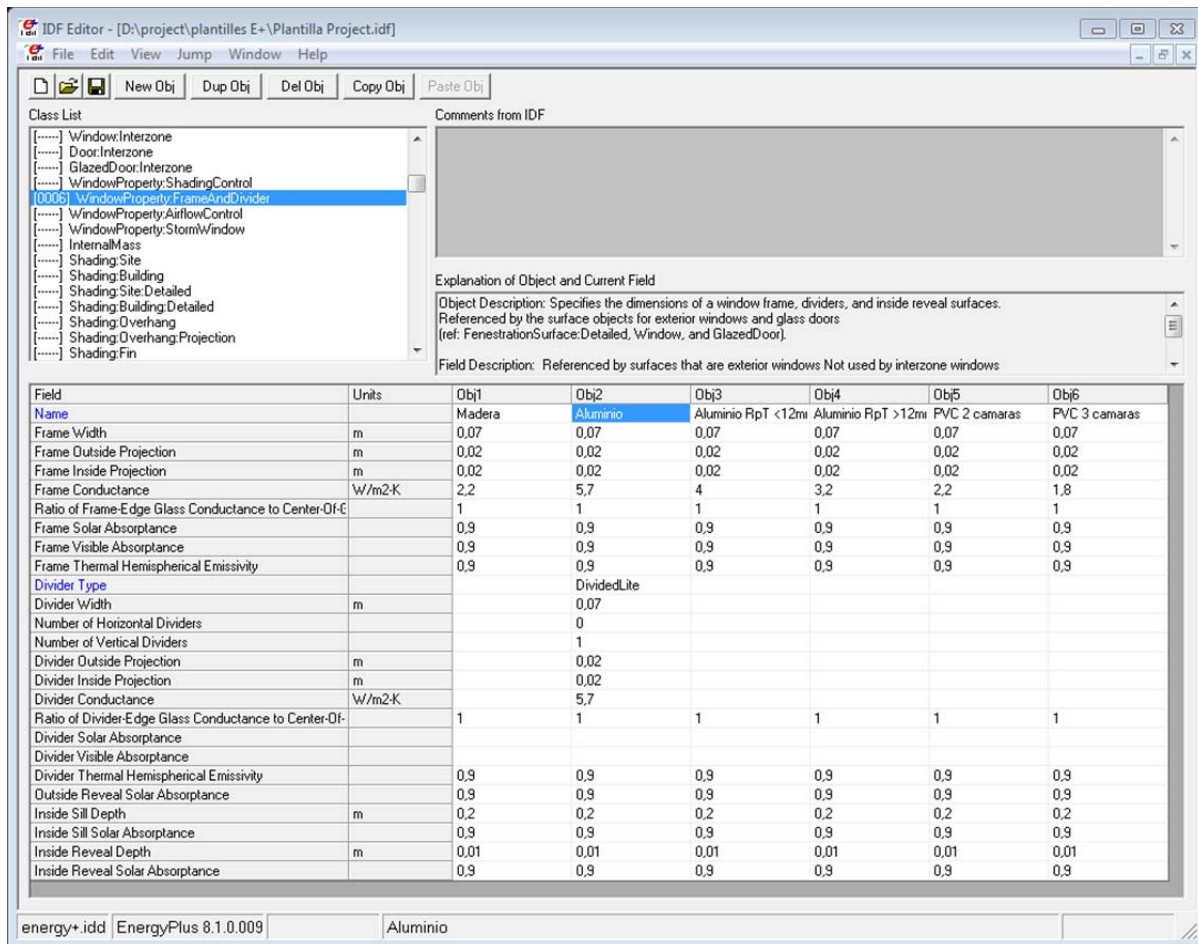 IDF Editor - [D:\project\plantilles E+\Plantilla Project.idf]
File Edit View Jump Window Help
New Obj Dup Obj Del Obj Copy Obj Paste Obj
Class List Comments from IDF
[------] Window:Interzone
[------] Door:Interzone
[------] GlazedDoor:Interzone
[------] WindowProperty:ShadingControl
[0006] WindowProperty:FrameAndDivider
[------] WindowProperty:AirflowControl
[------] WindowProperty:StormWindow
[------] InternalMass
[------] Shading:Site
[------] Shading:Building
[------] Shading:Site:Detailed
[------] Shading:Building:Detailed
[------] Shading:Overhang
[------] Shading:Overhang:Projection
[------] Shading:Fin
Explanation of Object and Current Field
Object Description: Specifies the dimensions of a window frame, dividers, and inside reveal surfaces.
Referenced by the surface objects for exterior windows and glass doors
(ref: FenestrationSurface:Detailed, Window, and GlazedDoor).
Field Description: Referenced by surfaces that are exterior windows Not used by interzone windows
Field Units Obj1 Obj2 Obj3 Obj4 Obj5 Obj6
Name Madera Aluminio Aluminio RpT <12m Aluminio RpT >12m PVC 2 camaras PVC 3 camaras
Frame Width m 0,07 0,07 0,07 0,07 0,07 0,07
Frame Outside Projection m 0,02 0,02 0,02 0,02 0,02 0,02
Frame Inside Projection m 0,02 0,02 0,02 0,02 0,02 0,02
Frame Conductance W/m2-K 2,2 5,7 4 3,2 2,2 1,8
Ratio of Frame-Edge Glass Conductance to Center-Of- 1 1 1 1 1 1
Frame Solar Absorptance 0,9 0,9 0,9 0,9 0,9 0,9
Frame Visible Absorptance 0,9 0,9 0,9 0,9 0,9 0,9
Frame Thermal Hemispherical Emissivity 0,9 0,9 0,9 0,9 0,9 0,9
Divider Type DividedLite
Divider Width m 0,07
Number of Horizontal Dividers 0
Number of Vertical Dividers 1
Divider Outside Projection m 0,02
Divider Inside Projection m 0,02
Divider Conductance W/m2-K 5,7
Ratio of Divider-Edge Glass Conductance to Center-Of- 1 1 1 1 1 1
Divider Solar Absorptance
Divider Visible Absorptance
Divider Thermal Hemispherical Emissivity 0,9 0,9 0,9 0,9 0,9 0,9
Outside Reveal Solar Absorptance 0,9 0,9 0,9 0,9 0,9 0,9
Inside Sill Depth m 0,2 0,2 0,2 0,2 0,2 0,2
Inside Sill Solar Absorptance 0,9 0,9 0,9 0,9 0,9 0,9
Inside Reveal Depth m 0,01 0,01 0,01 0,01 0,01 0,01
Inside Reveal Solar Absorptance 0,9 0,9 0,9 0,9 0,9 0,9
energy+.idd EnergyPlus 8.1.0.009 Aluminio